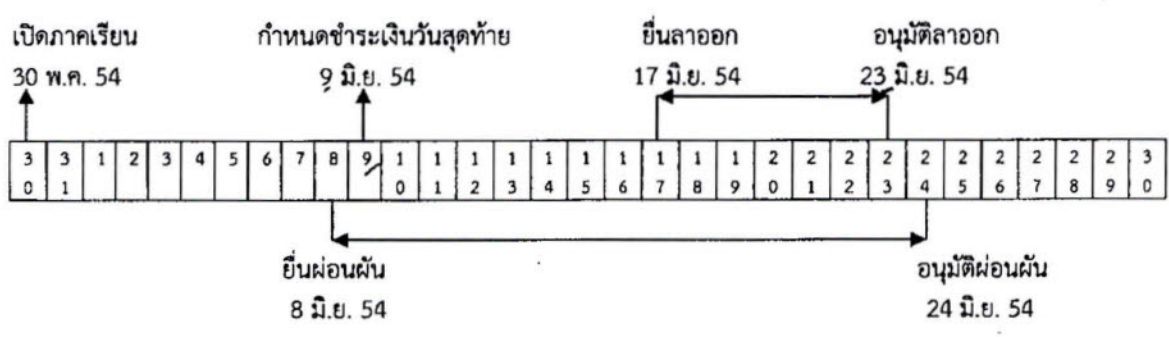 เปิดภาคเรียน กำหนดชำระเงินวันสุดท้าย ยื่นลาออก อนุมัติลาออก
30 พ.ค. 54 9 มิ.ย. 54 17 มิ.ย. 54 23 มิ.ย. 54
30 31 1 2 3 4 5 6 7 8 9 10 11 12 13 14 15 16 17 18 19 20 21 22 23 24 25 26 27 28 29 30
ยื่นผ่อนผัน อนุมัติผ่อนผัน
8 มิ.ย. 54 24 มิ.ย. 54